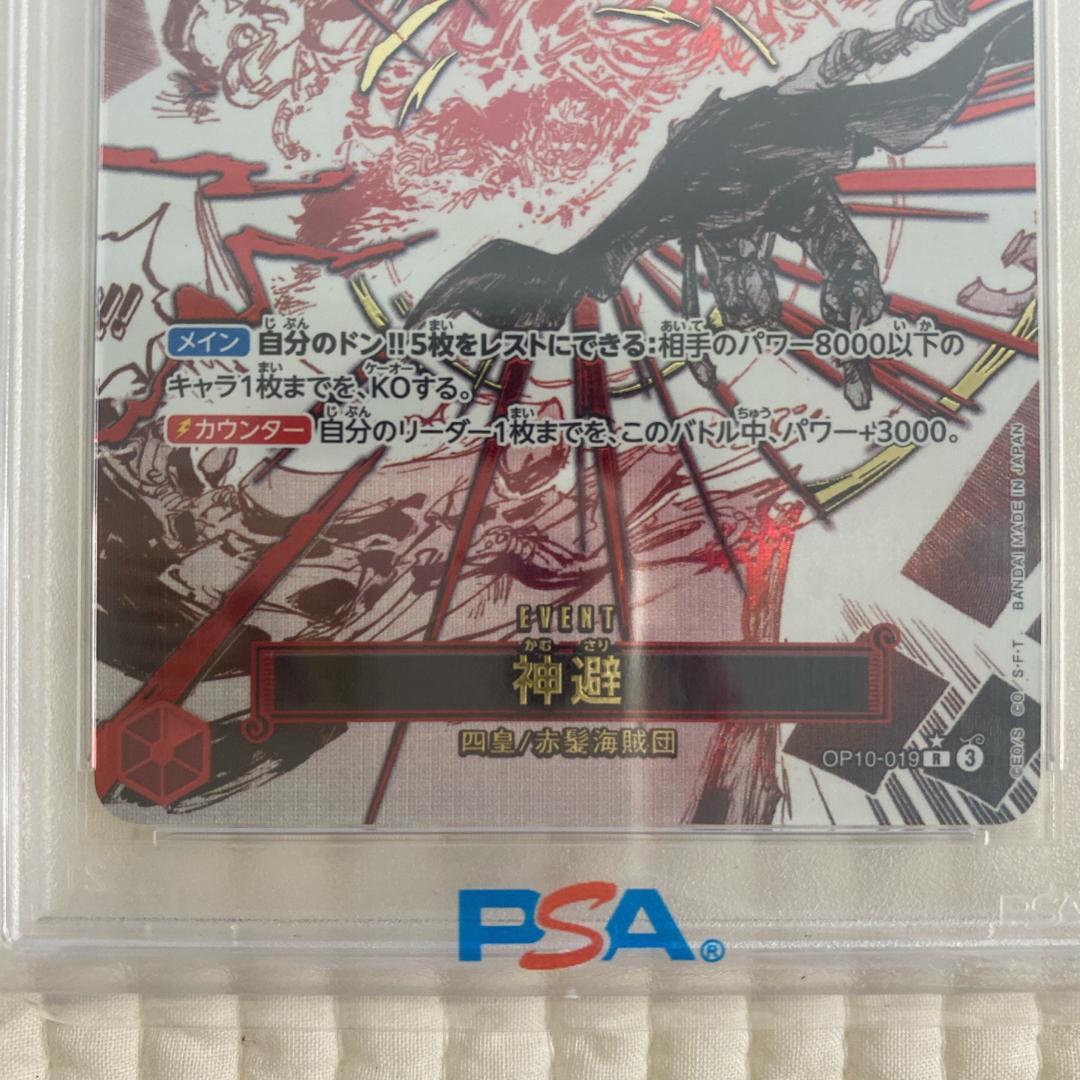 !!
メイン 自分のドン!!5枚をレストにできる:相手のパワー8000以下の
キャラ1枚までを、KOする。
カウンター 自分のリーダー1枚までを、このバトル中、パワー+3000。
EVENT
神避
四皇/赤髪海賊団
OP10-019 R 3
©EO/S ©O/S・F・T BANDAI MADE IN JAPAN
PSA®